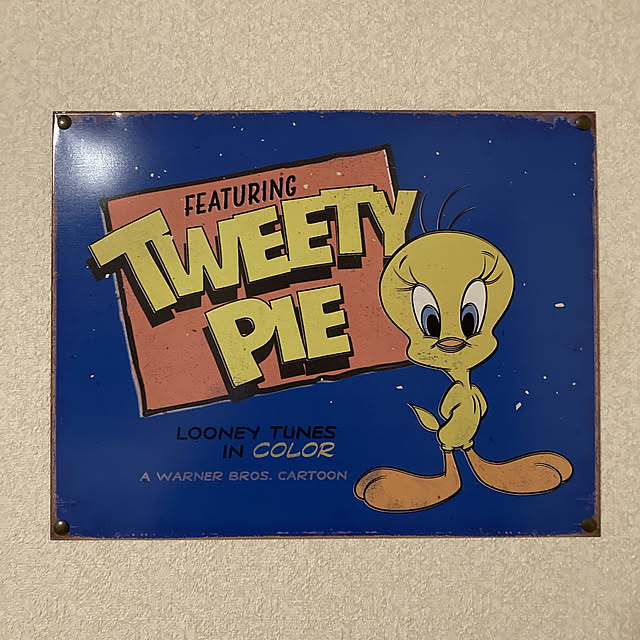 FEATURING
TWEETY
PIE
LOONEY TUNES
IN COLOR
A WARNER BROS. CARTOON